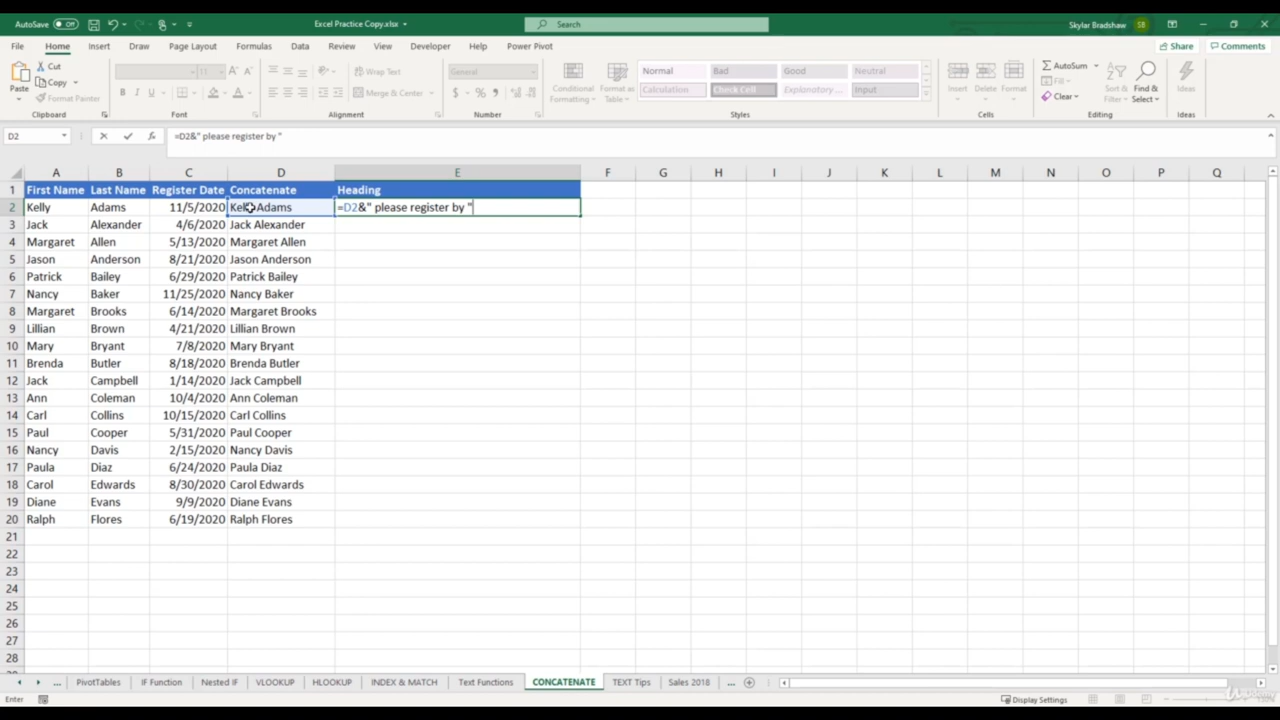 AutoSave Off Excel Practice Copy.xlsx Search Skylar Bradshaw SB
File Home Insert Draw Page Layout Formulas Data Review View Developer Help Power Pivot Share Comments
Paste Cut Copy Format Painter
11 Wrap Text Merge & Center
General
Conditional Formatting Format as Table
Normal Bad Good Neutral
Calculation Check Cell Explanatory ... Input
Insert Delete Format
AutoSum Fill Clear Sort & Filter Find & Select Ideas
Clipboard Font Alignment Number Styles Cells Editing Ideas
D2 =D2&" please register by "
A B C D E F G H I J K L M N O P Q
1 First Name Last Name Register Date Concatenate Heading
2 Kelly Adams 11/5/2020 Kelly Adams =D2&" please register by "
3 Jack Alexander 4/6/2020 Jack Alexander
4 Margaret Allen 5/13/2020 Margaret Allen
5 Jason Anderson 8/21/2020 Jason Anderson
6 Patrick Bailey 6/29/2020 Patrick Bailey
7 Nancy Baker 11/25/2020 Nancy Baker
8 Margaret Brooks 6/14/2020 Margaret Brooks
9 Lillian Brown 4/21/2020 Lillian Brown
10 Mary Bryant 7/8/2020 Mary Bryant
11 Brenda Butler 8/18/2020 Brenda Butler
12 Jack Campbell 1/14/2020 Jack Campbell
13 Ann Coleman 10/4/2020 Ann Coleman
14 Carl Collins 10/15/2020 Carl Collins
15 Paul Cooper 5/31/2020 Paul Cooper
16 Nancy Davis 2/15/2020 Nancy Davis
17 Paula Diaz 6/24/2020 Paula Diaz
18 Carol Edwards 8/30/2020 Carol Edwards
19 Diane Evans 9/9/2020 Diane Evans
20 Ralph Flores 6/19/2020 Ralph Flores
21
22
23
24
25
26
27
28
... PivotTables IF Function Nested IF VLOOKUP HLOOKUP INDEX & MATCH Text Functions CONCATENATE TEXT Tips Sales 2018 ...
Enter Display Settings